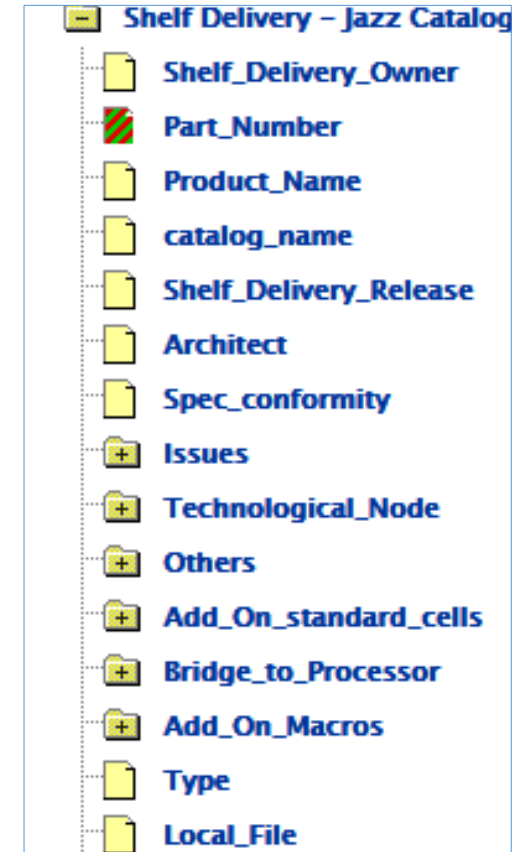 Shelf Delivery – Jazz Catalog
Shelf_Delivery_Owner
Part_Number
Product_Name
catalog_name
Shelf_Delivery_Release
Architect
Spec_conformity
Issues
Technological_Node
Others
Add_On_standard_cells
Bridge_to_Processor
Add_On_Macros
Type
Local_File